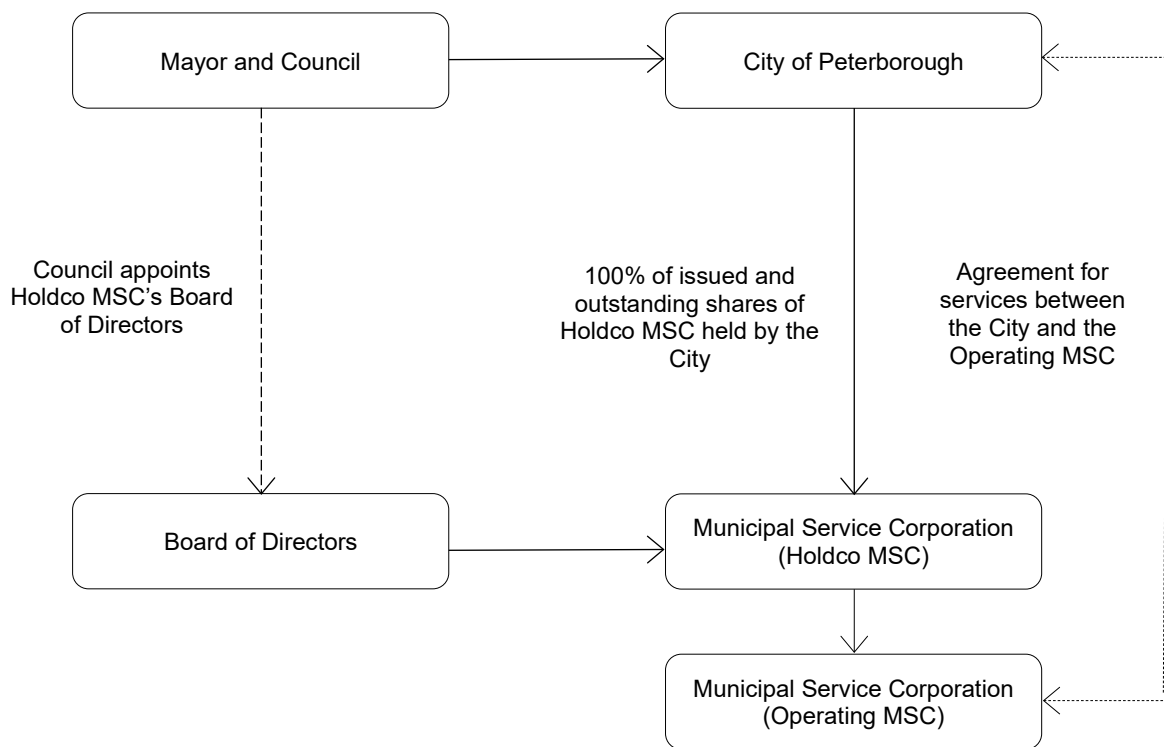 Mayor and Council
City of Peterborough
Council appoints
Holdco MSC’s Board
of Directors
100% of issued and
outstanding shares of
Holdco MSC held by the
City
Agreement for
services between
the City and the
Operating MSC
Board of Directors
Municipal Service Corporation
(Holdco MSC)
Municipal Service Corporation
(Operating MSC)